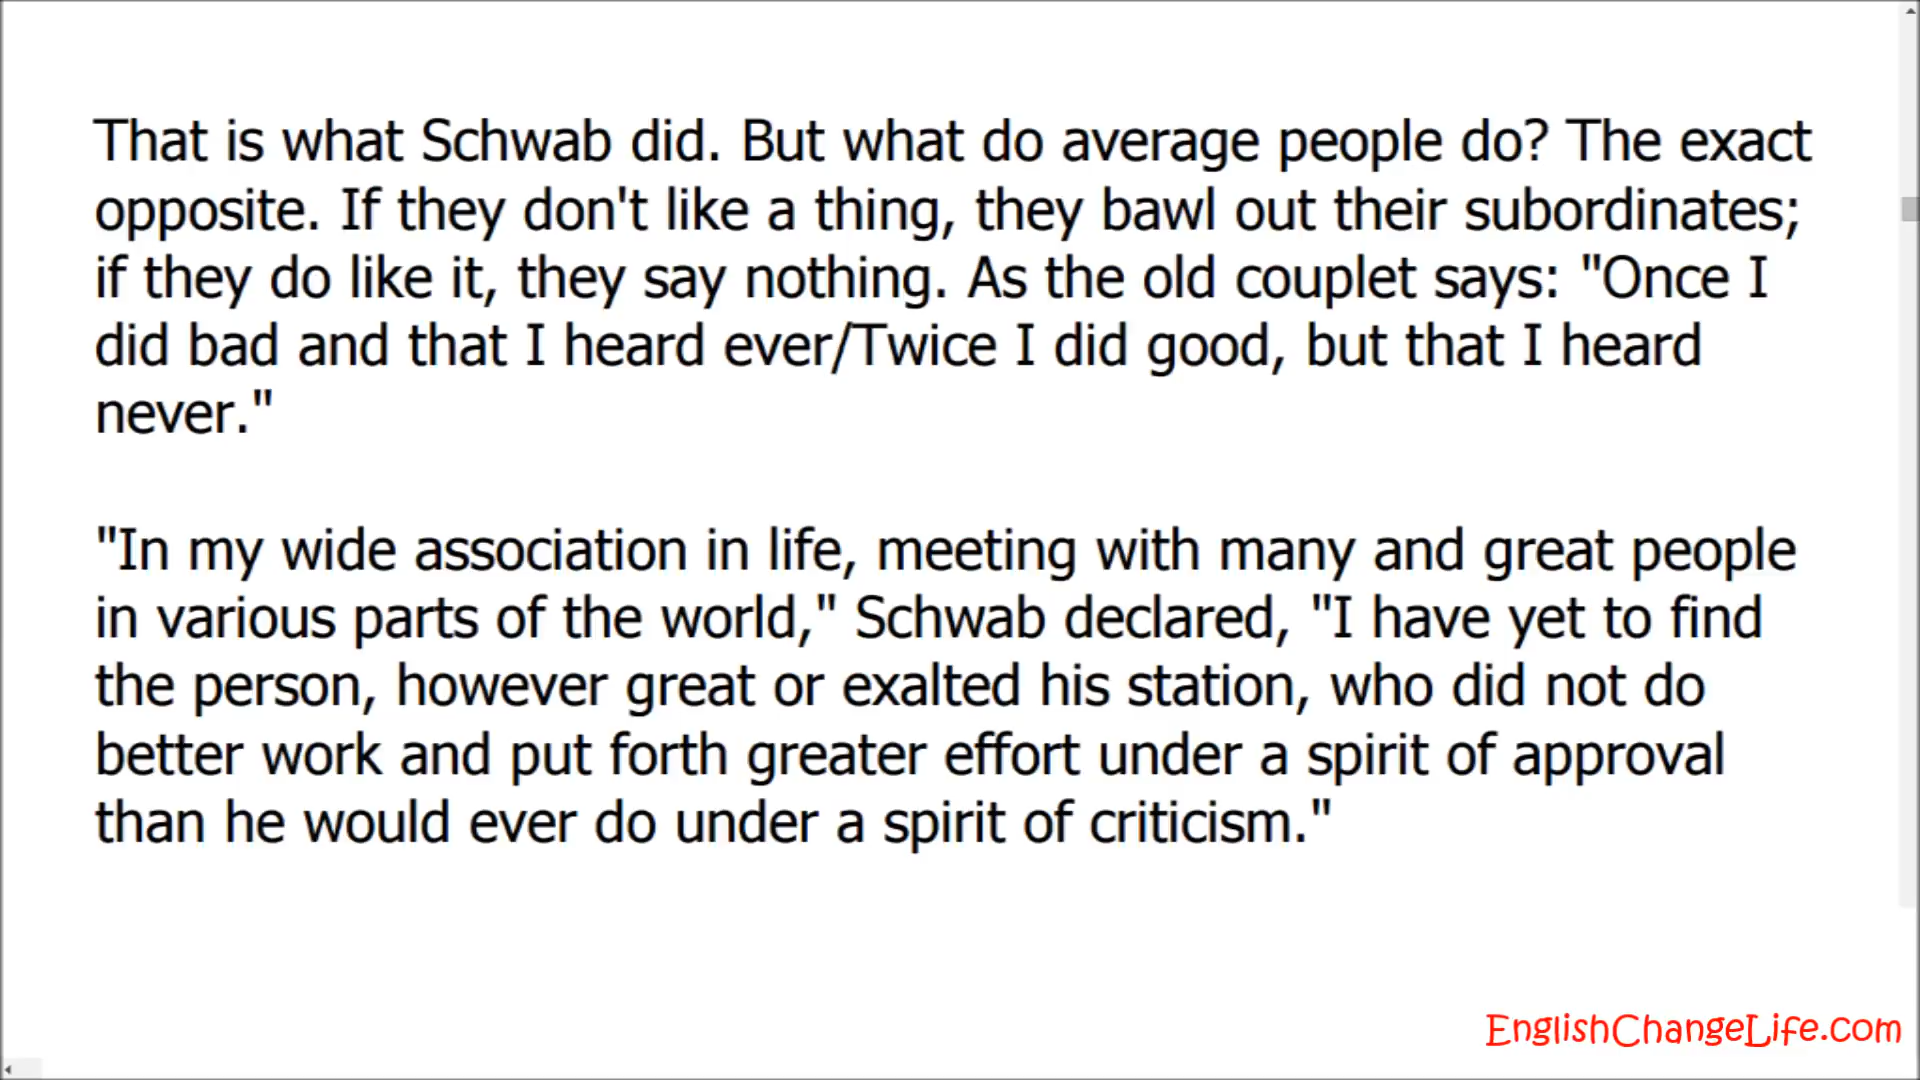 That is what Schwab did. But what do average people do? The exact
opposite. If they don't like a thing, they bawl out their subordinates;
if they do like it, they say nothing. As the old couplet says: "Once I
did bad and that I heard ever/Twice I did good, but that I heard
never."
"In my wide association in life, meeting with many and great people
in various parts of the world," Schwab declared, "I have yet to find
the person, however great or exalted his station, who did not do
better work and put forth greater effort under a spirit of approval
than he would ever do under a spirit of criticism."
EnglishChangeLife.com